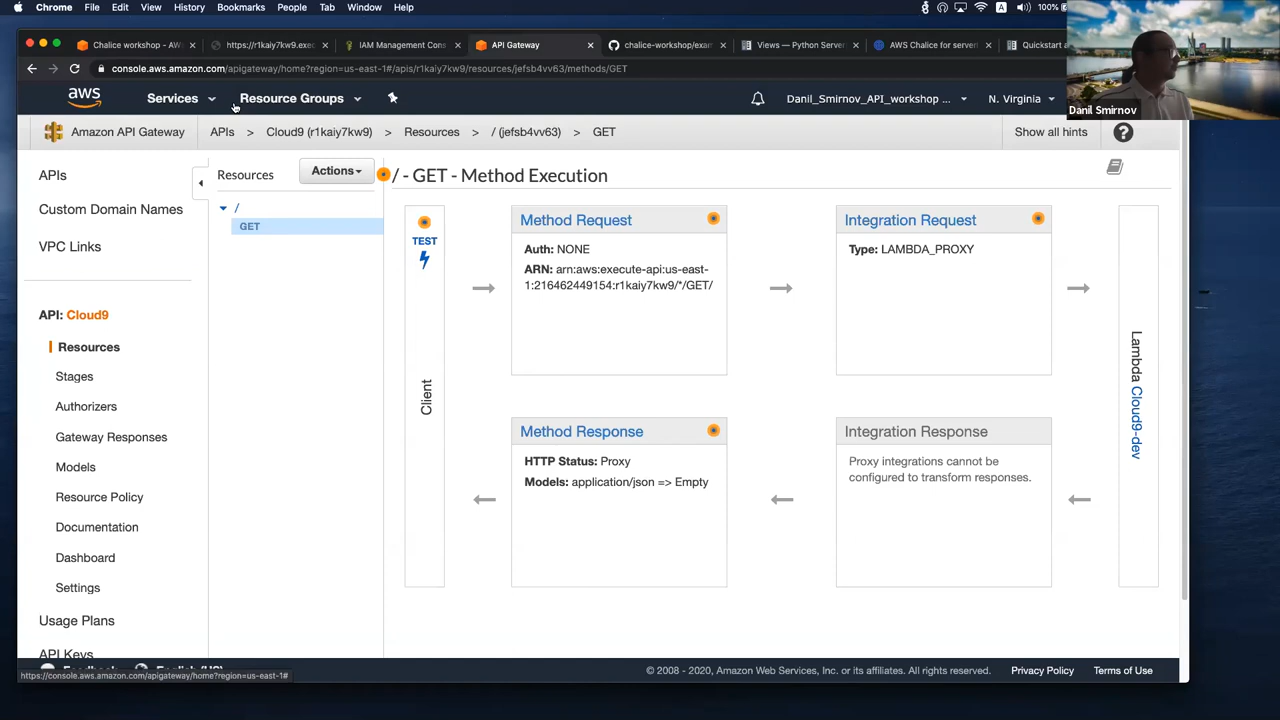 Chrome File Edit View History Bookmarks People Tab Window Help A 100%
Chalice workshop - AW × https://r1kaiy7kw9.exec × IAM Management Cons × API Gateway × chalice-workshop/exam × Views — Python Server × AWS Chalice for server × Quickstart
console.aws.amazon.com/apigateway/home?region=us-east-1#/apis/r1kaiy7kw9/resources/jefsb4vv63/methods/GET
Danil Smirnov
aws Services Resource Groups Danil_Smirnov_API_workshop ... N. Virginia
Amazon API Gateway APIs > Cloud9 (r1kaiy7kw9) > Resources > / (jefsb4vv63) > GET Show all hints ?
APIs
Custom Domain Names
VPC Links
API: Cloud9
Resources
Stages
Authorizers
Gateway Responses
Models
Resource Policy
Documentation
Dashboard
Settings
Usage Plans
API Keys
Resources Actions
/
GET
/ - GET - Method Execution
TEST
Client
Method Request
Auth: NONE
ARN: arn:aws:execute-api:us-east-
1:216462449154:r1kaiy7kw9/*/GET/
Integration Request
Type: LAMBDA_PROXY
Lambda Cloud9-dev
Method Response
HTTP Status: Proxy
Models: application/json => Empty
Integration Response
Proxy integrations cannot be
configured to transform responses.
Feedback English (US)
© 2008 - 2020, Amazon Web Services, Inc. or its affiliates. All rights reserved. Privacy Policy Terms of Use
https://console.aws.amazon.com/apigateway/home?region=us-east-1#